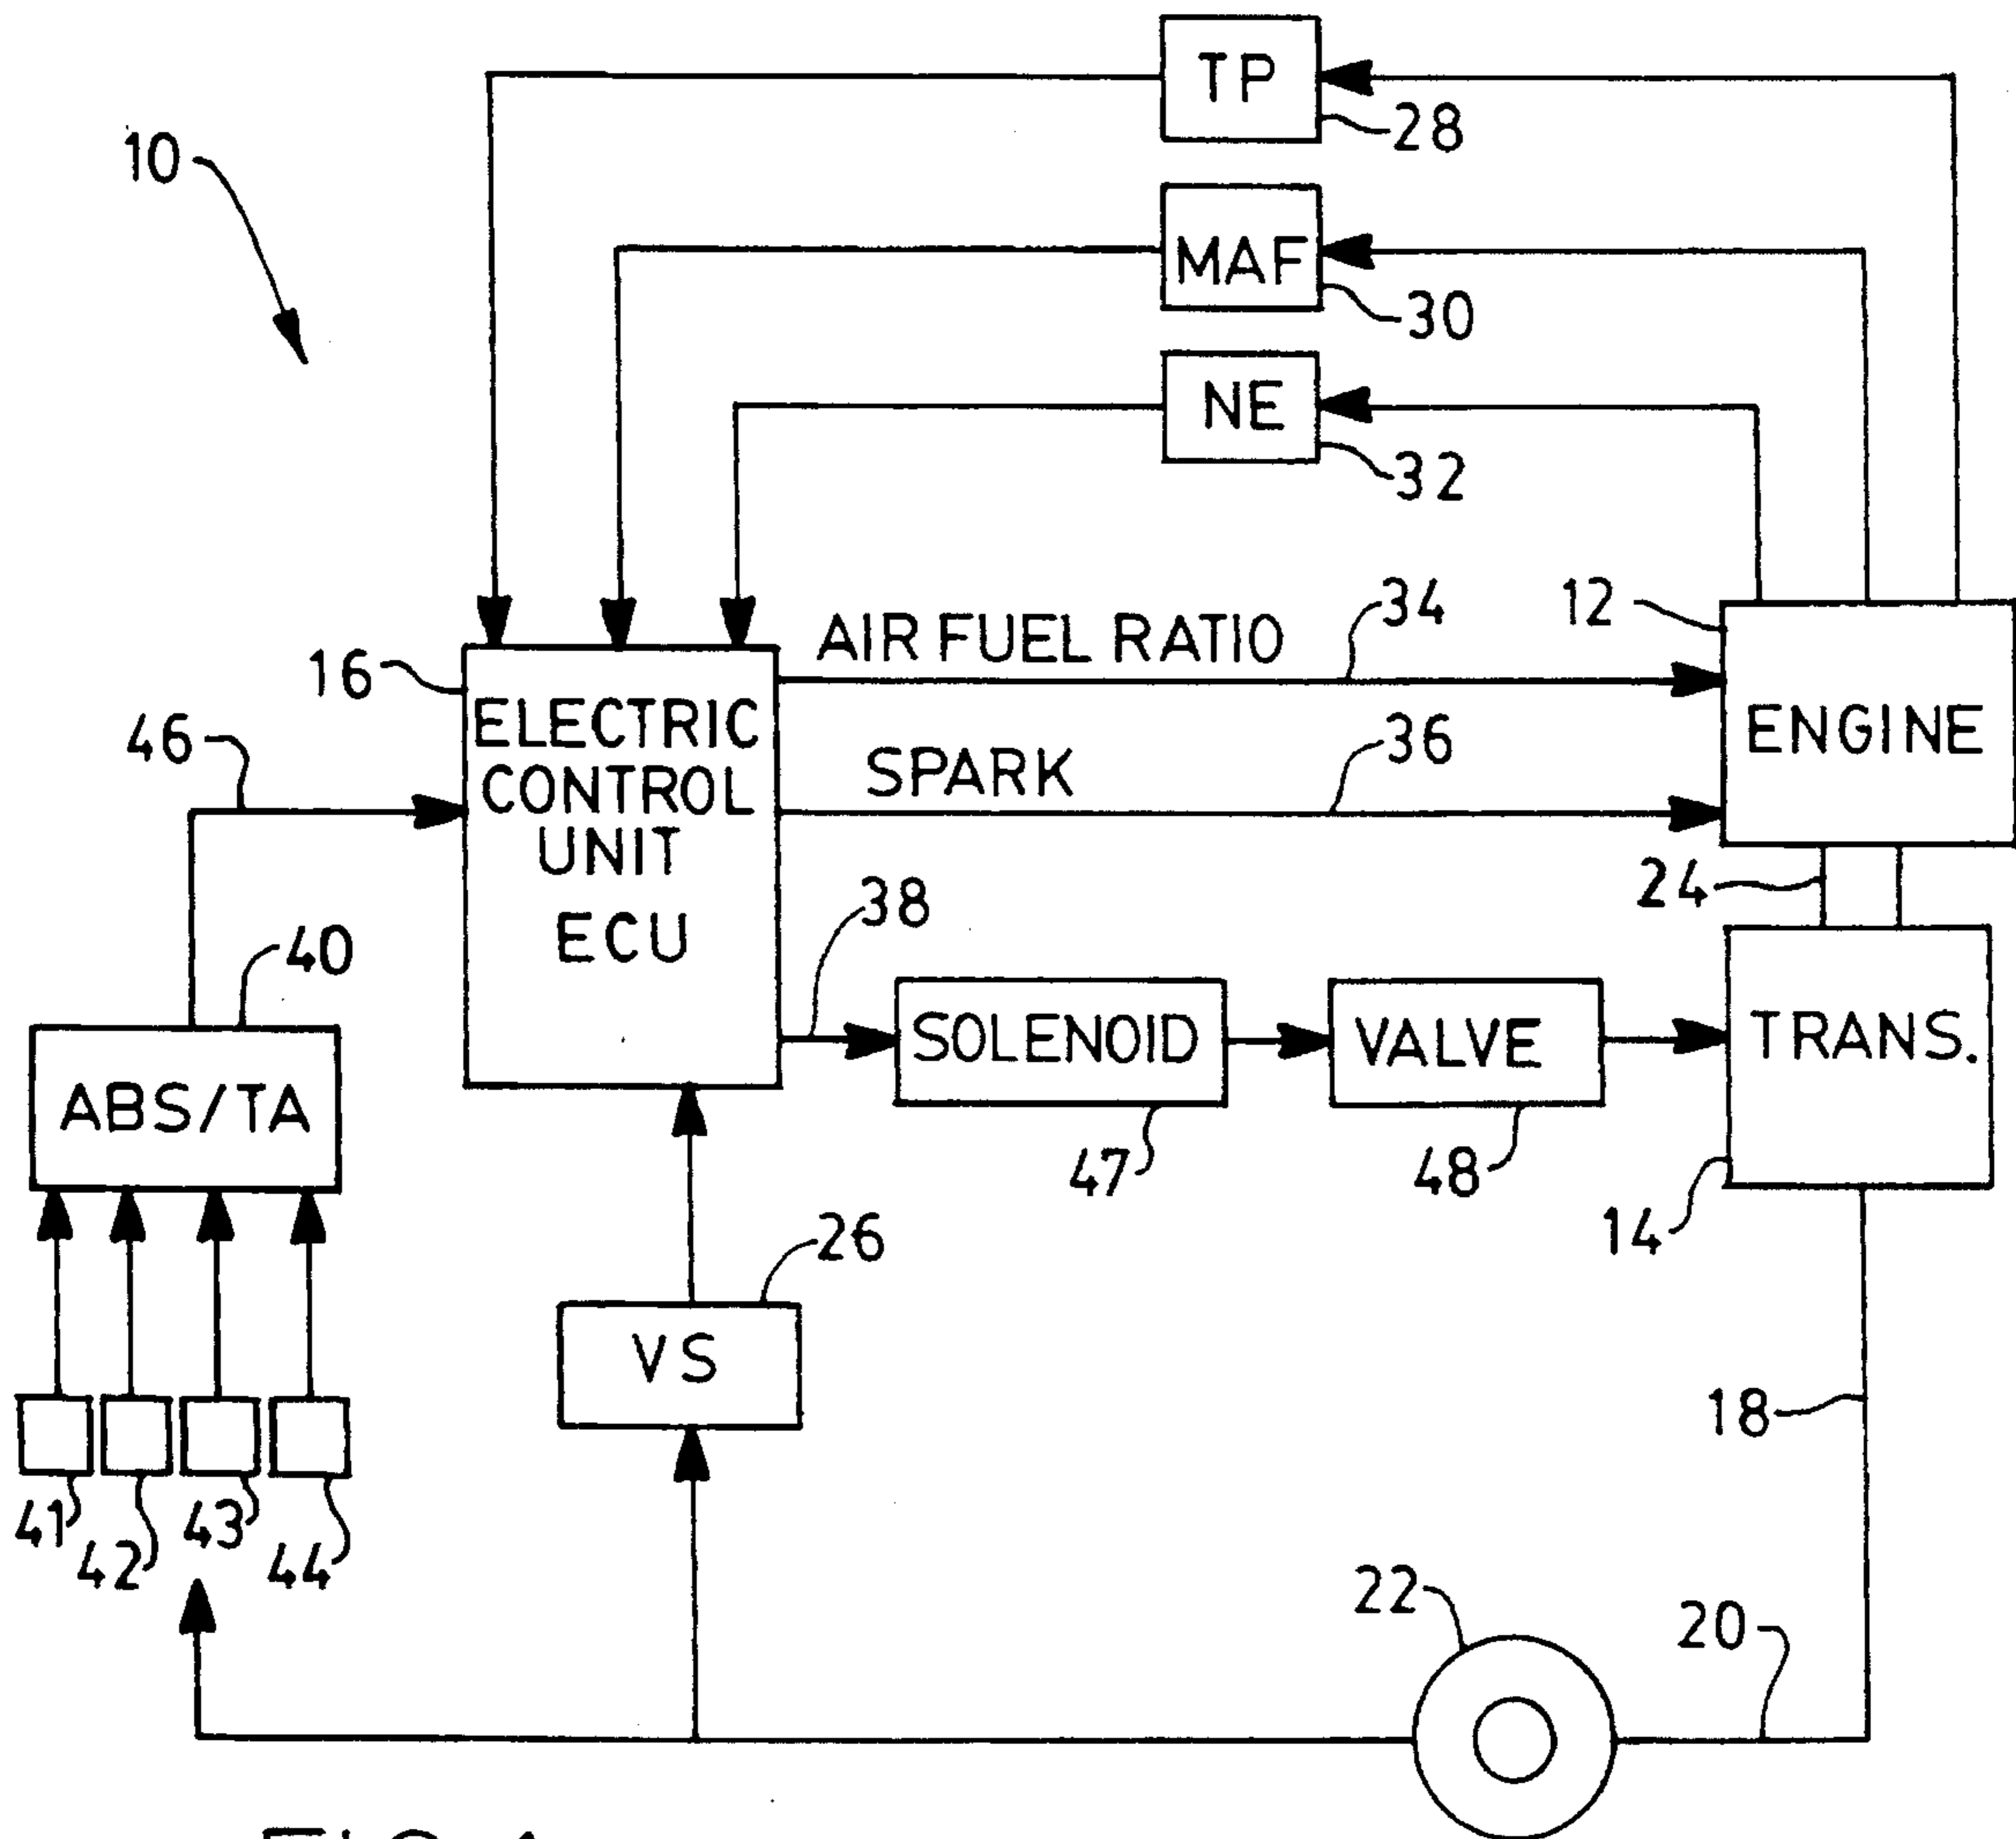 TP
28
10
MAF
30
NE
32
12
34
AIR FUEL RATIO
16
ELECTRIC
CONTROL
UNIT
ECU
46
36
SPARK
ENGINE
24
38
40
SOLENOID
VALVE
TRANS.
ABS/TA
47
48
14
26
VS
18
41
42
43
44
22
20
FIG. 1